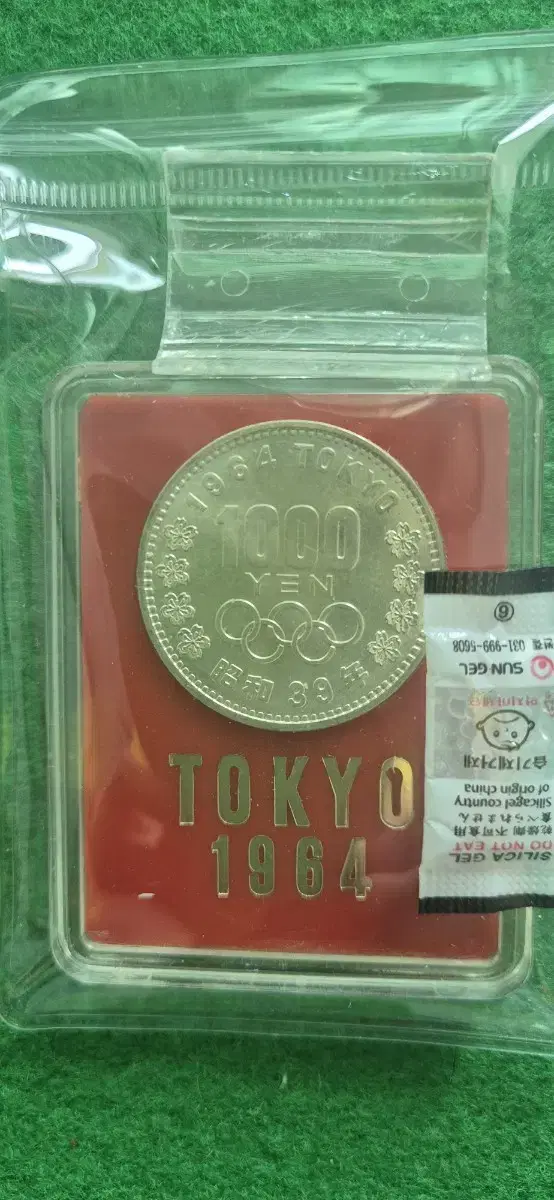 1964 TOKYO
1000
YEN
昭和 39 年
TOKYO
1964
⑥
031-999-5608
SUN GEL
습기제거제
SILICA GEL
DO NOT EAT
乾燥剤 不可食用
食べられません
Silicagel country
of origin china